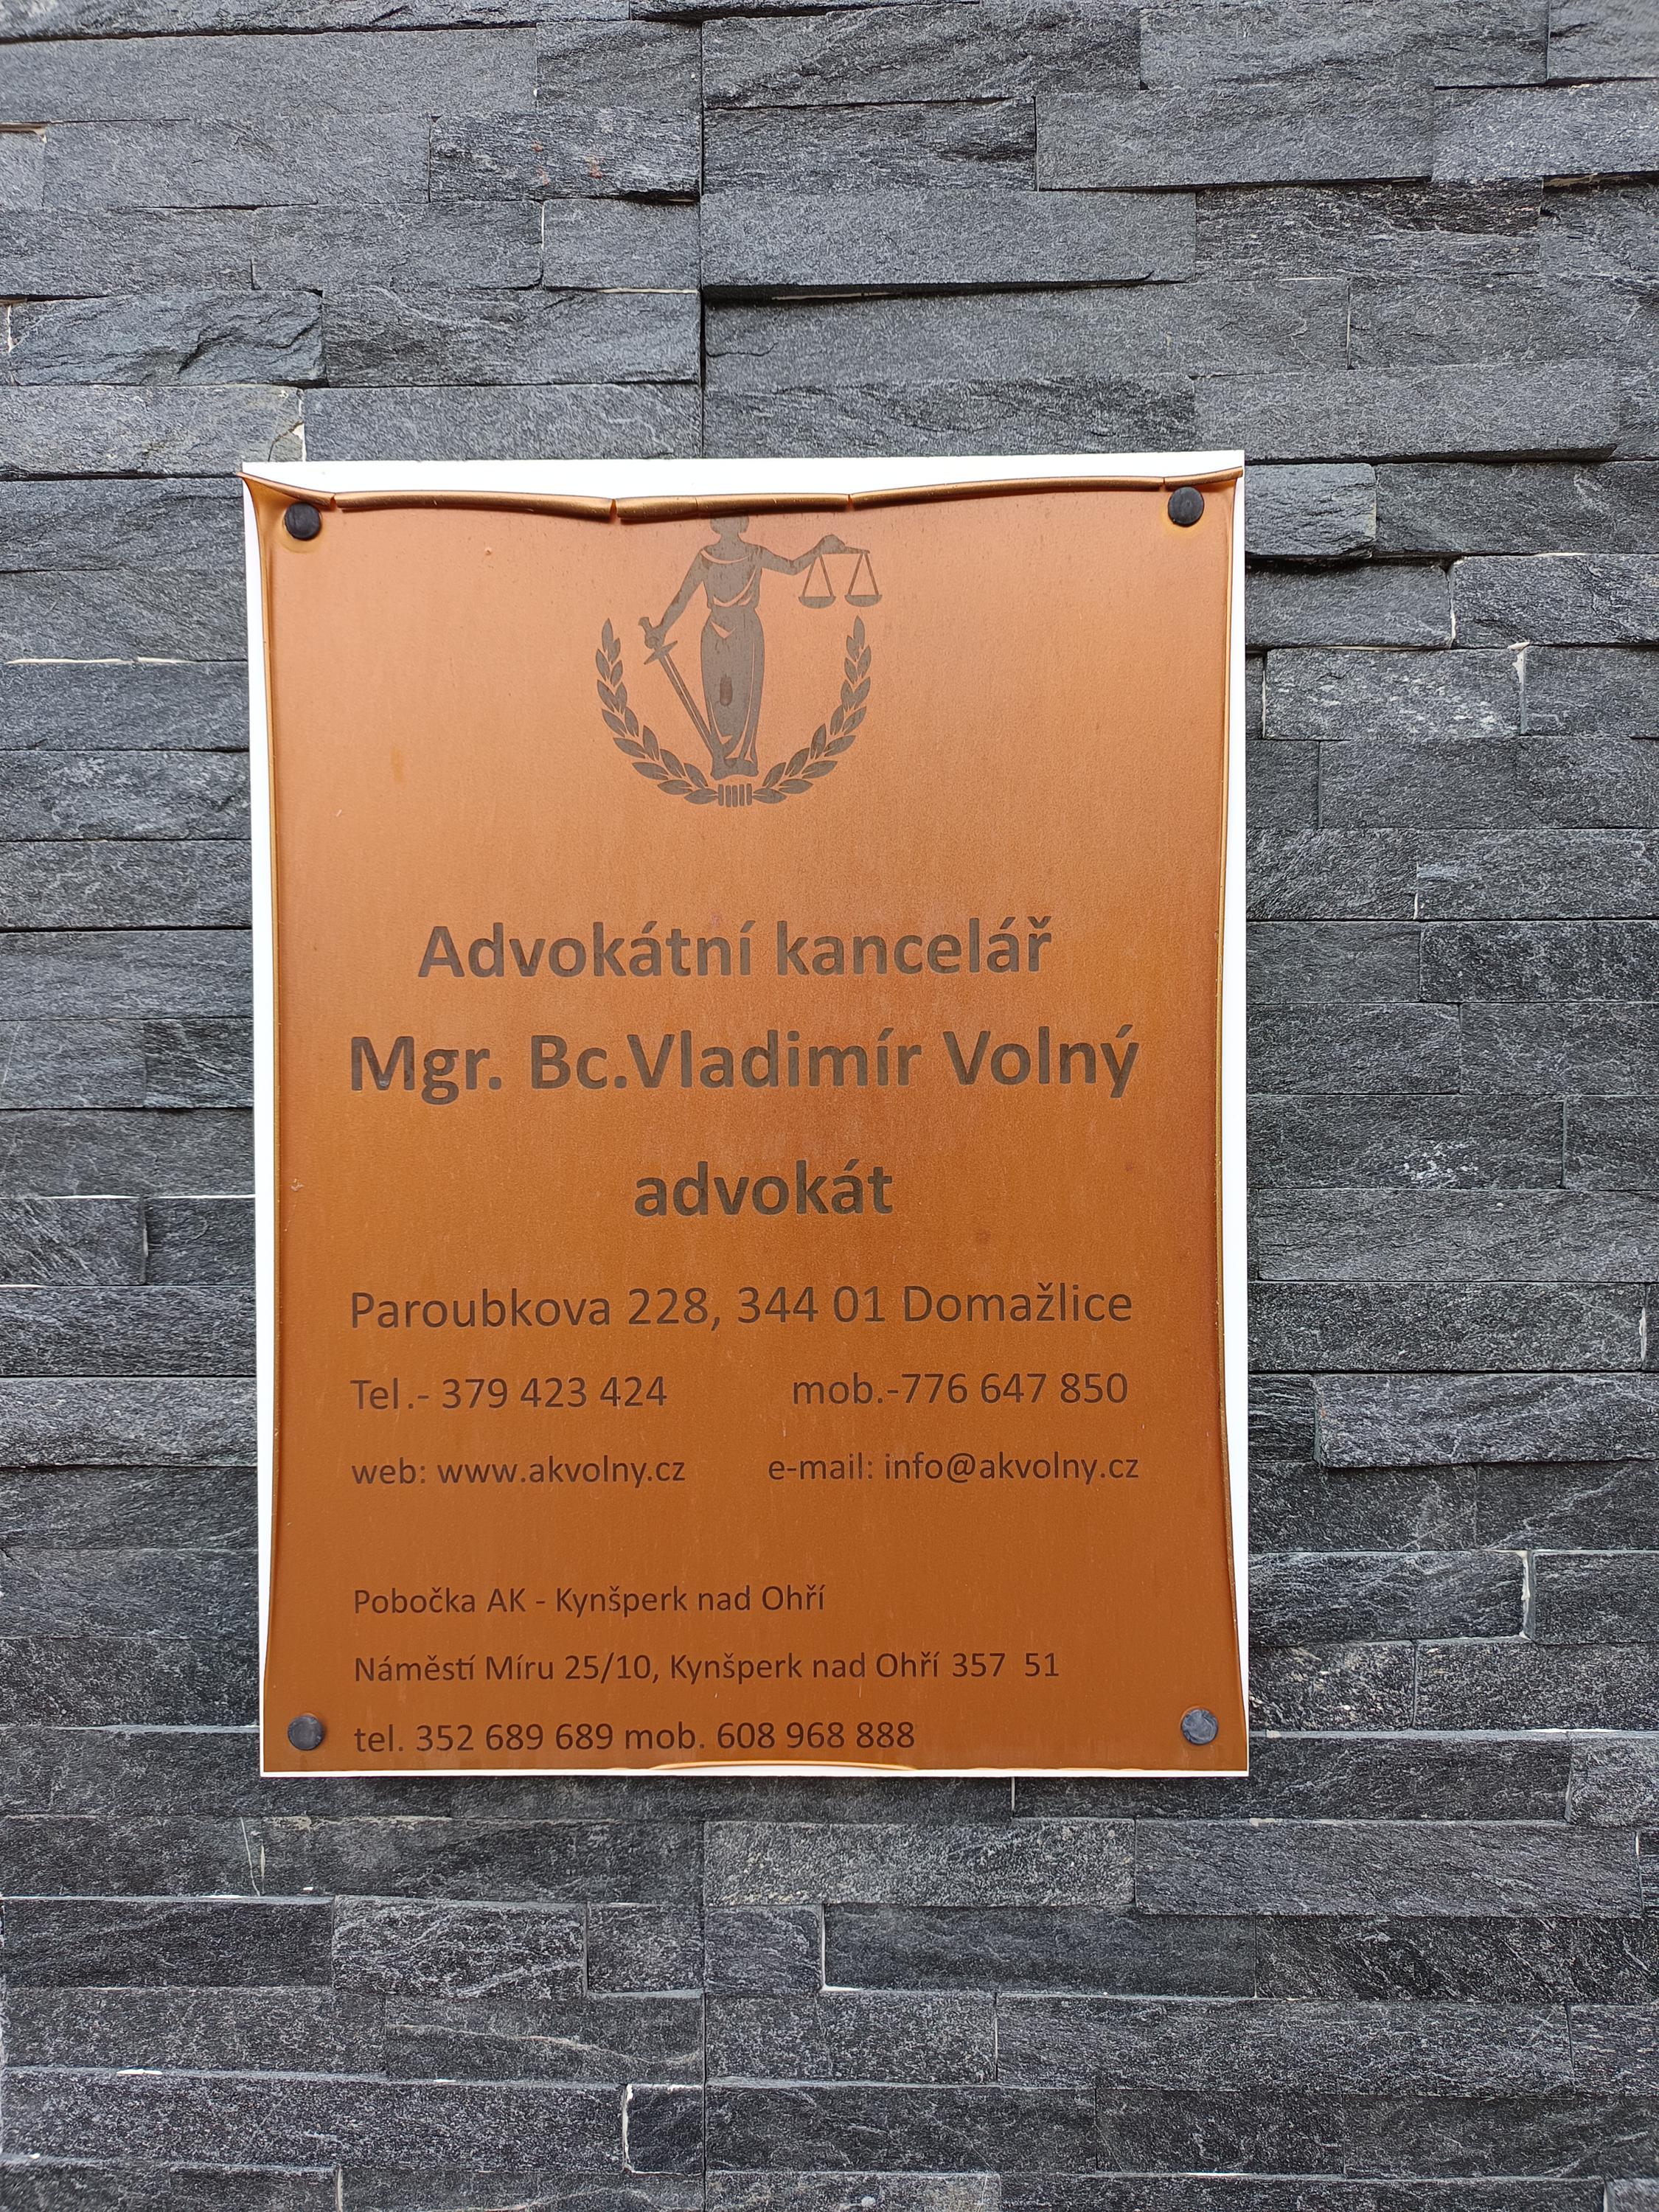 Advokátní kancelář
Mgr. Bc.Vladimír Volný
advokát
Paroubkova 228, 344 01 Domažlice
Tel.- 379 423 424 mob.-776 647 850
web: www.akvolny.cz e-mail: info@akvolny.cz
Pobočka AK - Kynšperk nad Ohří
Náměstí Míru 25/10, Kynšperk nad Ohří 357 51
tel. 352 689 689 mob. 608 968 888